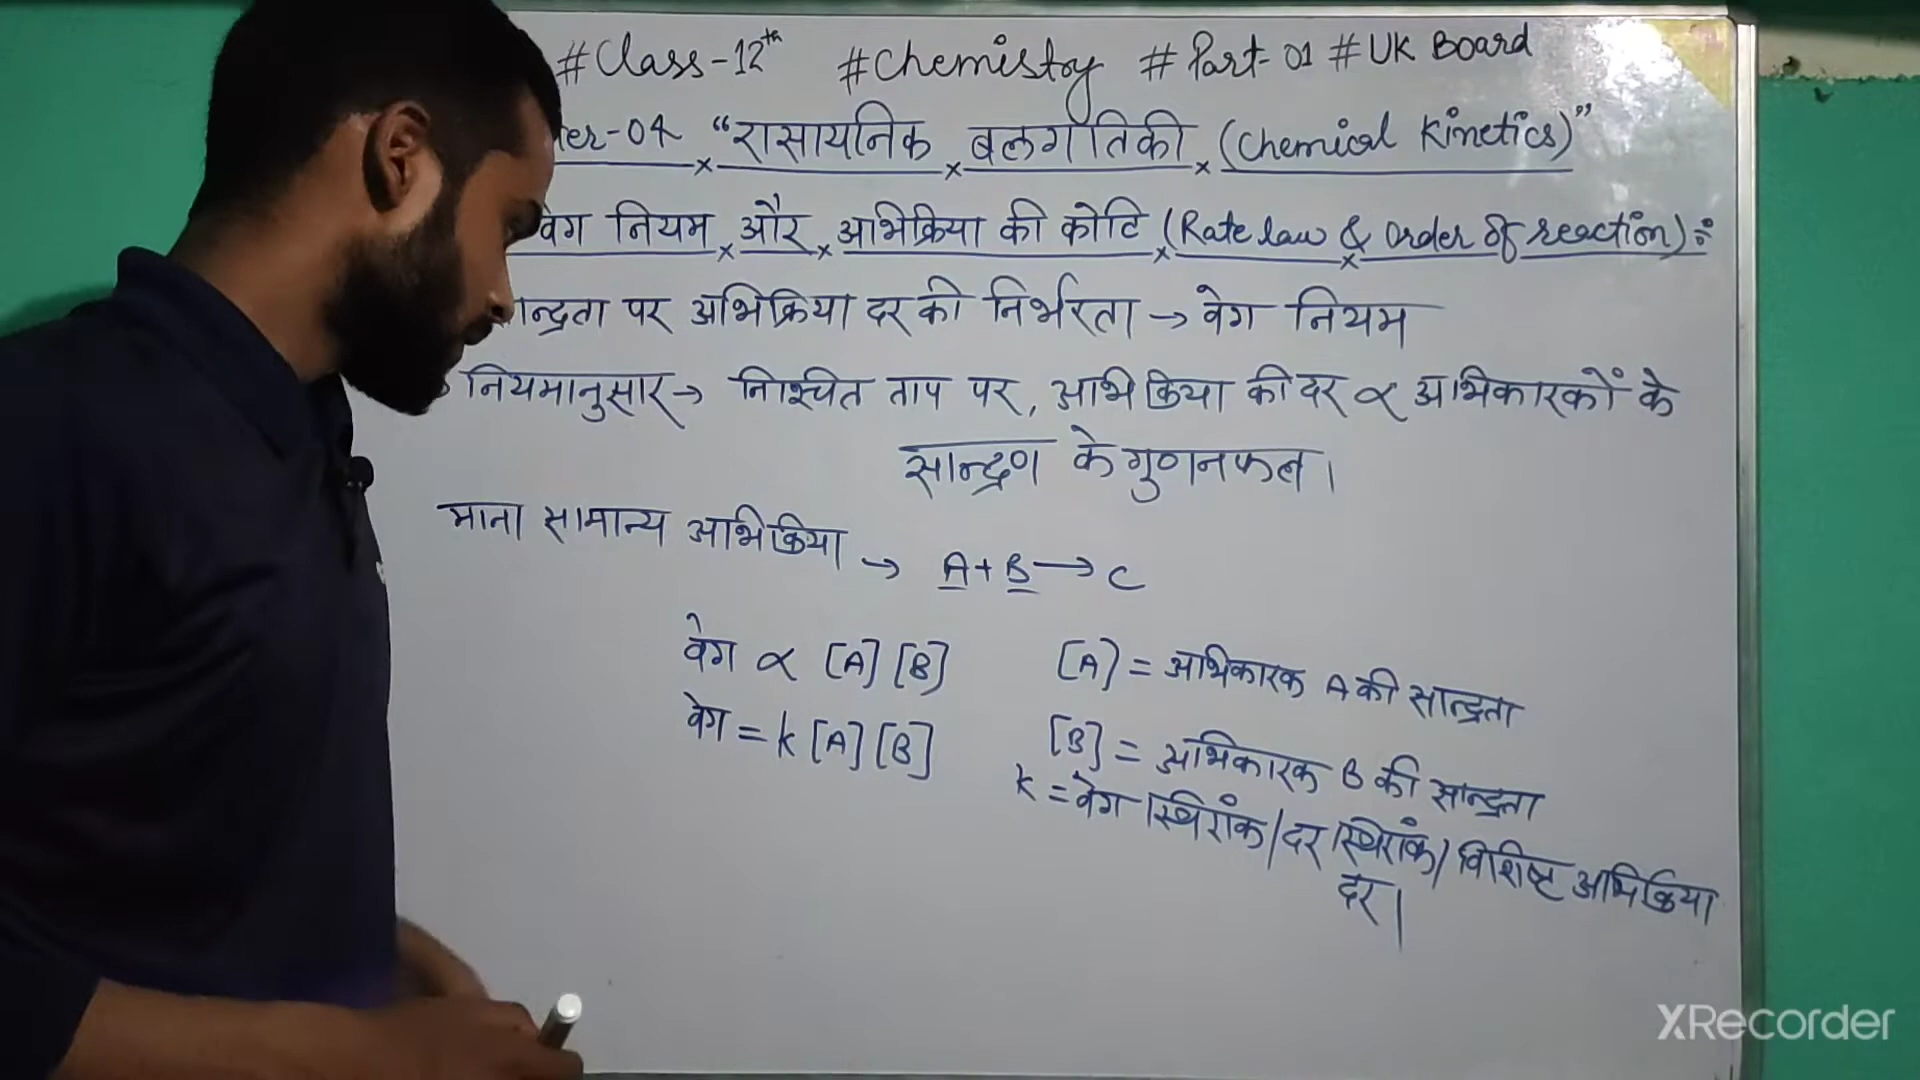 #Class-12th #Chemistry # Part-01 # UK Board
ter-04 “रासायनिक बलगतिकी (Chemical Kinetics)”
वेग नियम और अभिक्रिया की कोटि (Rate law & order of reaction):
सान्द्रता पर अभिक्रिया दर की निर्भरता → वेग नियम
नियमानुसार → निश्चित ताप पर, अभिक्रिया की दर ∝ अभिकारकों के
सान्द्रण के गुणनफल।
माना सामान्य अभिक्रिया → A + B → C
वेग ∝ [A] [B] [A] = अभिकारक A की सान्द्रता
वेग = k [A] [B] [B] = अभिकारक B की सान्द्रता
k = वेग स्थिरांक/दर स्थिरांक/विशिष्ट अभिक्रिया
दर।
XRecorder